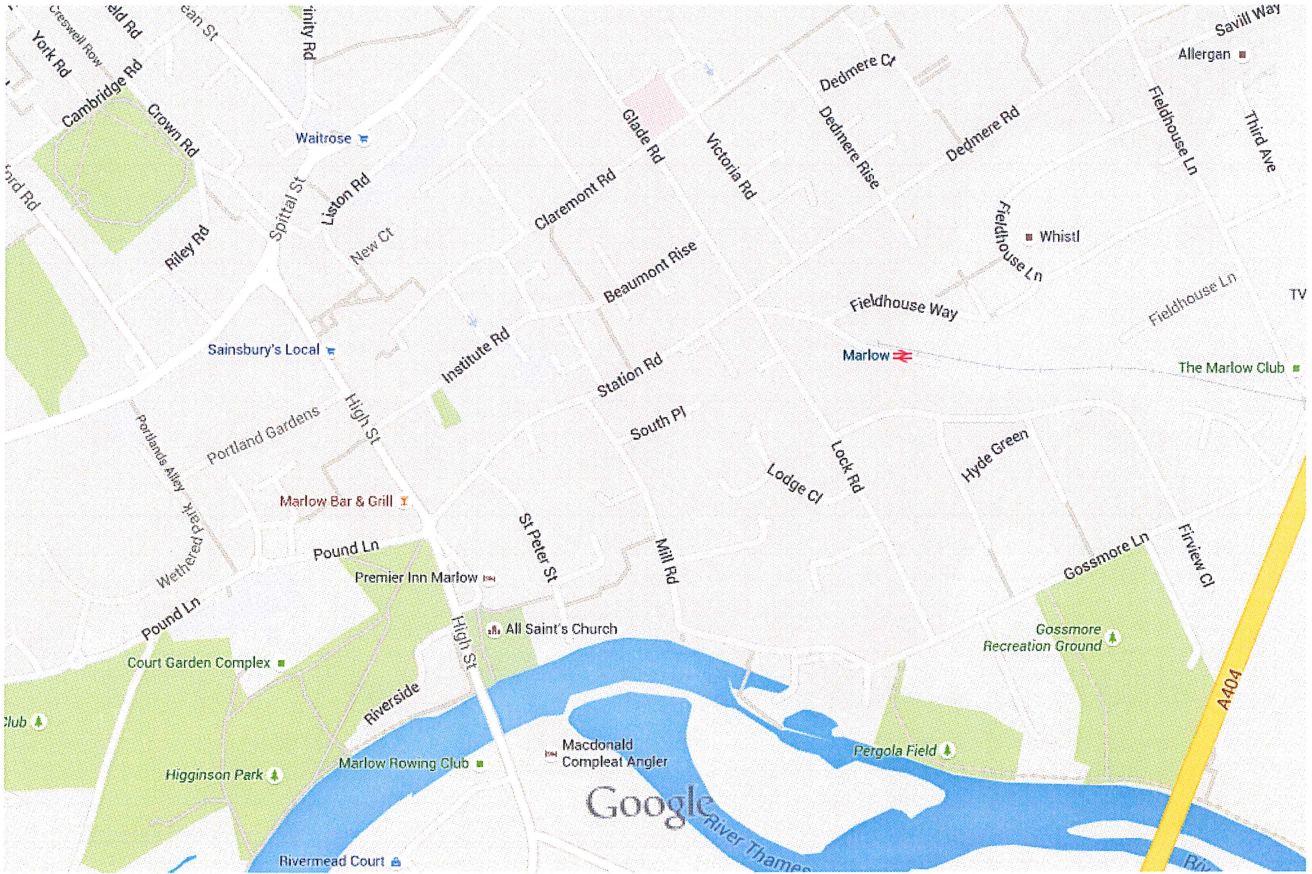 York Rd
Creswell Row
Cambridge Rd
Crown Rd
Waitrose
Spittal St
Liston Rd
New Ct
Riley Rd
Glade Rd
Victoria Rd
Claremont Rd
Beaumont Rise
Dedmere Ct
Dedmere Rise
Dedmere Rd
Savill Way
Allergan
Fieldhouse Ln
Third Ave
Fieldhouse Ln
Whistl
Fieldhouse Way
Fieldhouse Ln
TV
Marlow
The Marlow Club
Sainsbury's Local
Institute Rd
Station Rd
South Pl
High St
Portland Gardens
Portlands Alley
Wethered Park
Marlow Bar & Grill
Lock Rd
Lodge Cl
Hyde Green
St Peter St
Mill Rd
Gossmore Ln
Firview Cl
Pound Ln
Premier Inn Marlow
Pound Ln
All Saint's Church
High St
Court Garden Complex
Gossmore
Recreation Ground
Riverside
A404
Club
Higginson Park
Marlow Rowing Club
Macdonald
Compleat Angler
Pergola Field
Google
River Thames
Rivermead Court
Riv